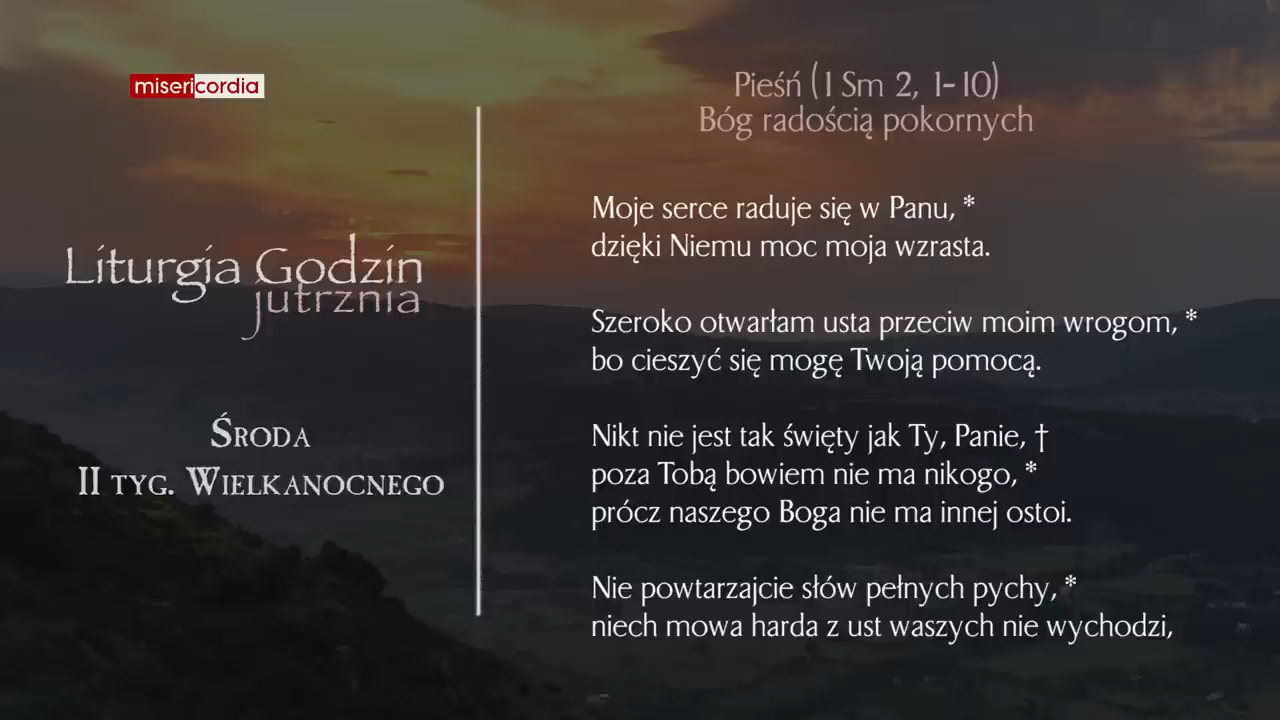 misericordia
Liturgia Godzin
jutrznia
Środa
II tyg. Wielkanocnego
Pieśń (1 Sm 2, 1-10)
Bóg radością pokornych
Moje serce raduje się w Panu, *
dzięki Niemu moc moja wzrasta.
Szeroko otwarłam usta przeciw moim wrogom, *
bo cieszyć się mogę Twoją pomocą.
Nikt nie jest tak święty jak Ty, Panie, †
poza Tobą bowiem nie ma nikogo, *
prócz naszego Boga nie ma innej ostoi.
Nie powtarzajcie słów pełnych pychy, *
niech mowa harda z ust waszych nie wychodzi,